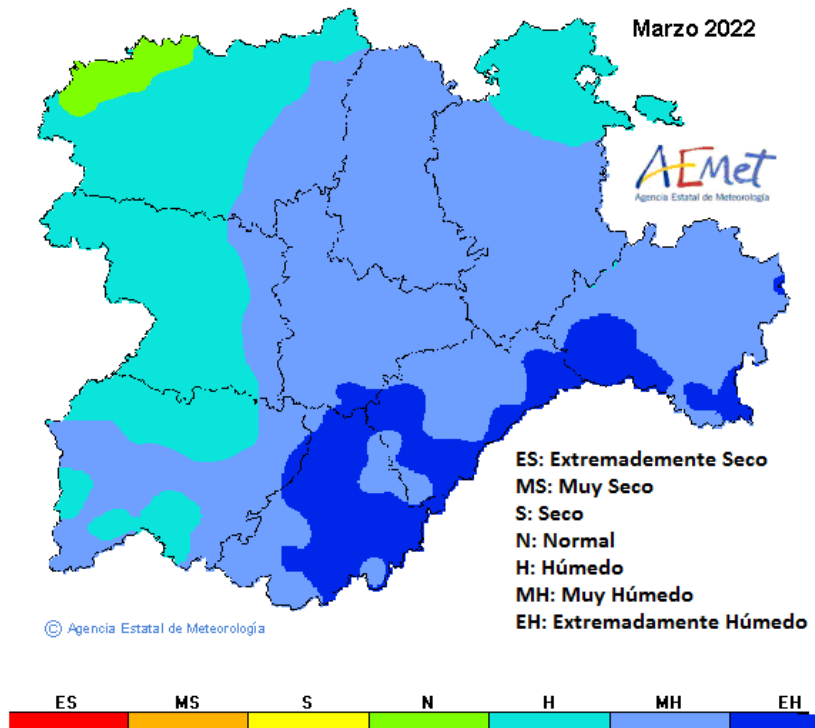 Marzo 2022
AEMet
Agencia Estatal de Meteorología
ES: Extremademente Seco
MS: Muy Seco
S: Seco
N: Normal
H: Húmedo
MH: Muy Húmedo
EH: Extremadamente Húmedo
© Agencia Estatal de Meteorología
ES MS S N H MH EH